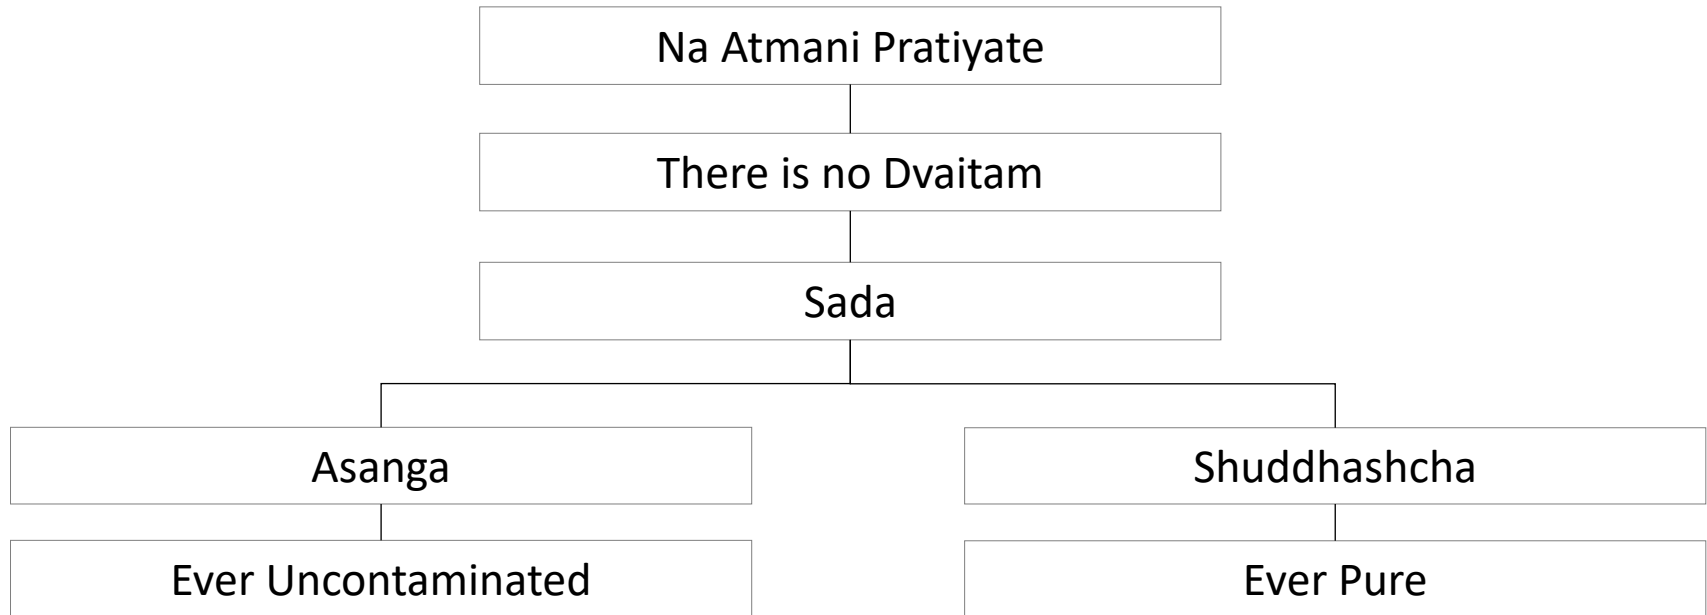 Na Atmani Pratiyate
There is no Dvaitam
Sada
Asanga
Shuddhashcha
Ever Uncontaminated
Ever Pure